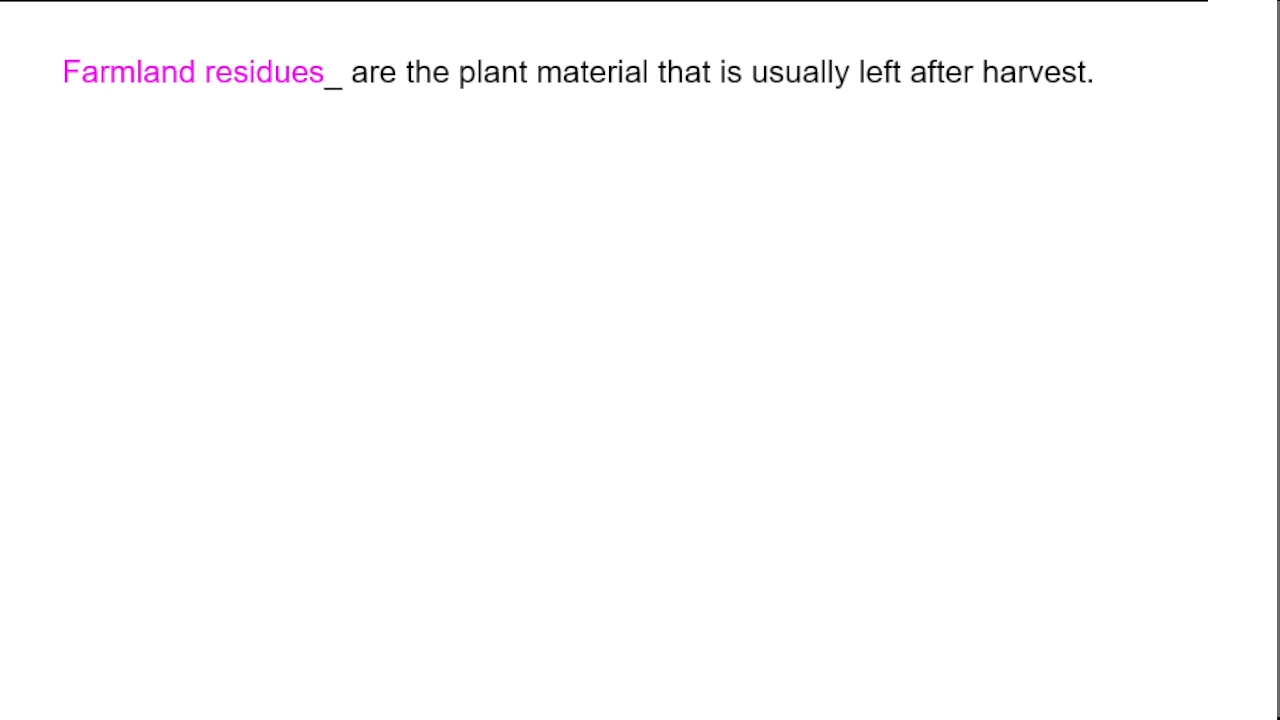 Farmland residues_ are the plant material that is usually left after harvest.